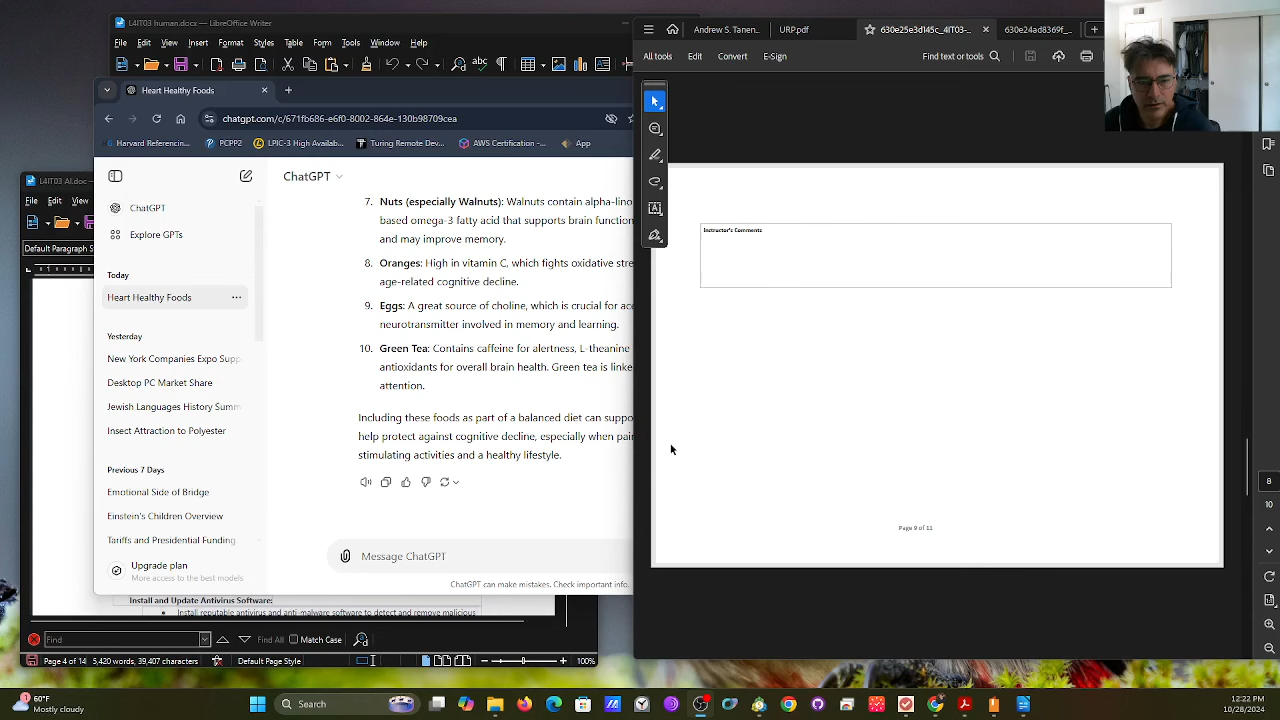 L4IT03 human.docx — LibreOffice Writer
File Edit View Insert Format Styles Table Form Tools Window Help
Heart Healthy Foods
chatgpt.com/c/671fb686-e6f0-8002-864e-130b98709cea
Harvard Referencin... PCPP2 LPIC-3 High Availab... Tuning Remove Dev... AWS Certification -... App
ChatGPT
ChatGPT
Explore GPTs
Today
Heart Healthy Foods
Yesterday
New York Companies Expo Supp
Desktop PC Market Share
Jewish Languages History Summ
Insect Attraction to Polyester
Previous 7 Days
Emotional Side of Bridge
Einstein's Children Overview
Tariffs and Presidential Funding
Upgrade plan
More access to the best models
7. Nuts (especially Walnuts): Walnuts contain alpha-lino
based omega-3 fatty acid that supports brain function
and may improve memory.
8. Oranges: High in vitamin C, which fights oxidative stre
age-related cognitive decline.
9. Eggs: A great source of choline, which is crucial for ac
neurotransmitter involved in memory and learning.
10. Green Tea: Contains caffeine for alertness, L-theanine
antioxidants for overall brain health. Green tea is linke
attention.
Including these foods as part of a balanced diet can suppo
help protect against cognitive decline, especially when pair
stimulating activities and a healthy lifestyle.
Message ChatGPT
ChatGPT can make mistakes. Check important info.
L4IT03 AI.doc —
File Edit View
Default Paragraph S
Install and Update Antivirus Software:
Install reputable antivirus and anti-malware software to detect and remove malicious
Find Find All Match Case
Page 4 of 14 5,420 words, 39,407 characters Default Page Style 100%
Andrew S. Tanen... URP.pdf 630e25e3d145c_4IT03-... 630e24ad8369f_...
All tools Edit Convert E-Sign Find text or tools
Instructor's Comments
Page 9 of 11
8
10
60°F
Mostly cloudy
Search
12:22 PM
10/28/2024